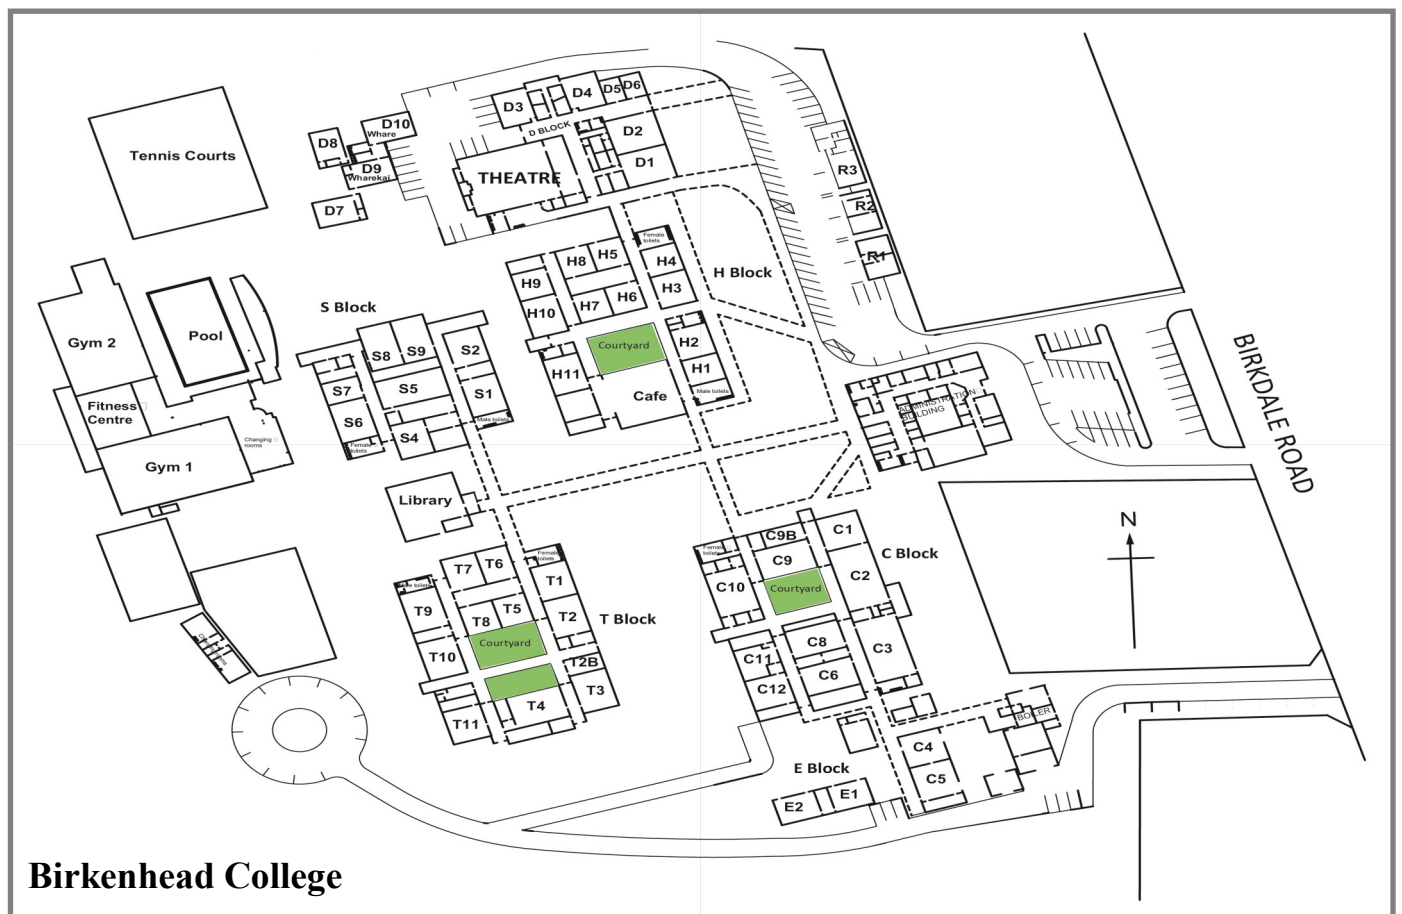 D6
D5
D4
D3
D BLOCK
D10
Whare
D2
D8
D9
Wharekai
D1
Tennis Courts
THEATRE
R3
D7
R2
Female
toilets
R1
H5
H8
H4
H9
H3
H Block
H7
H6
H10
S Block
Pool
Gym 2
H2
Courtyard
S9
S8
S2
H1
H11
S5
S7
S1
Male toilets
Cafe
Fitness
Centre
S6
Male toilets
ADMINISTRATION
BUILDING
S4
Changing
rooms
Female
toilets
Gym 1
BIRKDALE ROAD
Library
N
C1
C9B
Female
toilets
Female
toilets
C Block
T6
T7
C9
C2
T1
Male toilets
C10
Courtyard
T9
T5
T2
T8
T Block
Courtyard
C8
C3
T10
C11
T2B
C6
C12
T3
T4
T11
BOILER
C4
E Block
C5
E1
E2
Birkenhead College